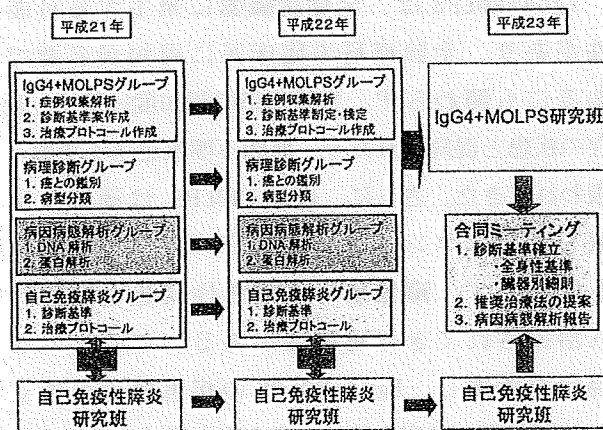 平成21年
平成22年
平成23年
IgG4+MOLPSグループ
1. 症例収集解析
2. 診断基準案作成
3. 治療プロトコル作成
病理診断グループ
1. 癌との鑑別
2. 病型分類
病因病態解析グループ
1. DNA 解析
2. 蛋白解析
自己免疫膵炎グループ
1. 診断基準
2. 治療プロトコール
自己免疫性膵炎
研究班
IgG4+MOLPSグループ
1. 症例収集解析
2. 診断基準制定・検定
3. 治療プロトコール作成
病理診断グループ
1. 癌との鑑別
2. 病型分類
病因病態解析グループ
1. DNA 解析
2. 蛋白解析
自己免疫膵炎グループ
1. 診断基準
2. 治療プロトコール
自己免疫性膵炎
研究班
IgG4+MOLPS研究班
合同ミーティング
1. 診断基準確立
・全身性基準
・臓器別細則
2. 推奨治療法の提案
3. 病因病態解析報告
自己免疫性膵炎
研究班